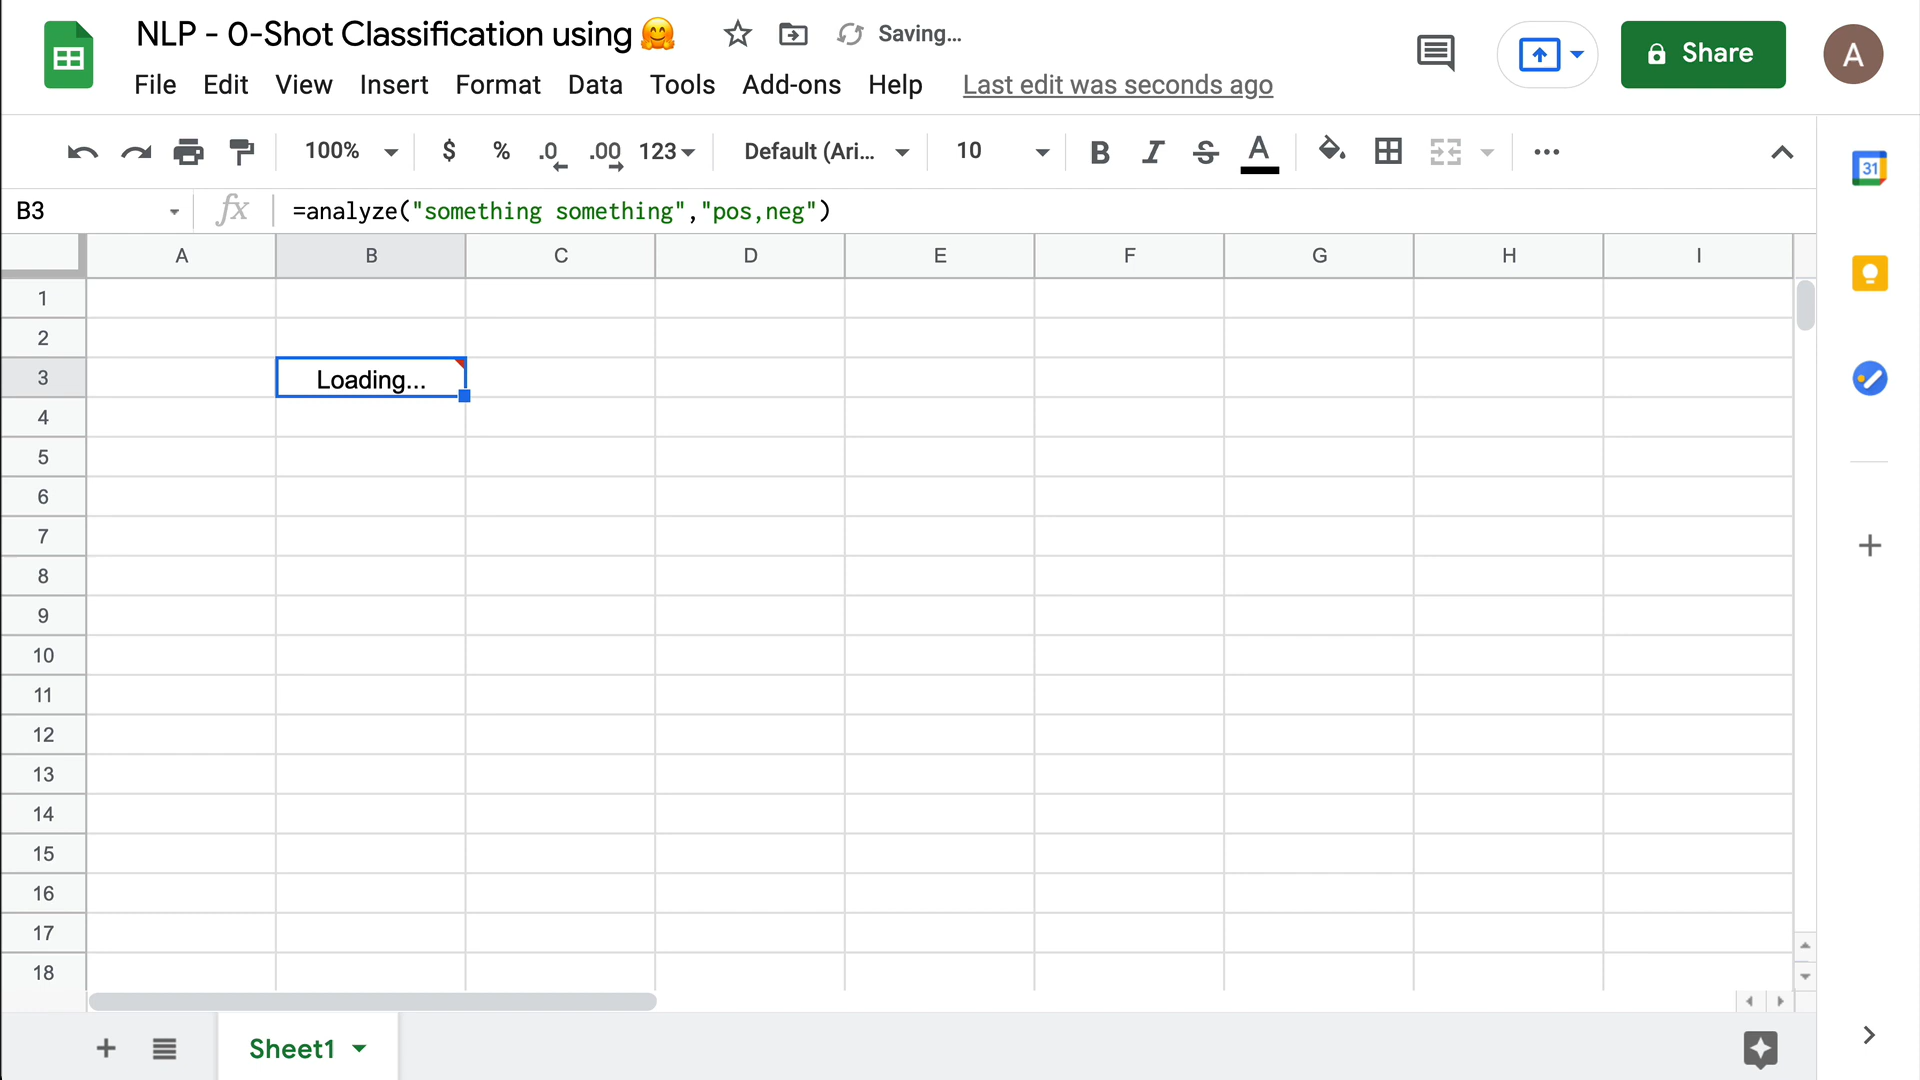 NLP - 0-Shot Classification using 🤗 Saving...
File Edit View Insert Format Data Tools Add-ons Help Last edit was seconds ago
Share
A
100% $ % .0 .00 123 Default (Ari... 10 B I S A
31
B3 fx =analyze("something something","pos,neg")
A B C D E F G H I
1
2
3 Loading...
4
5
6
7
8
9
10
11
12
13
14
15
16
17
18
Sheet1